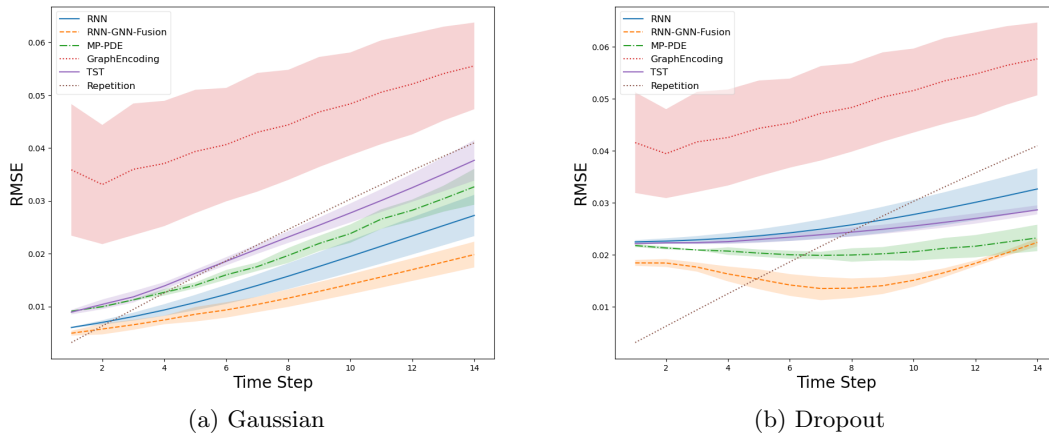 RNN
RNN-GNN-Fusion
MP-PDE
GraphEncoding
TST
Repetition
0.06
0.05
0.04
0.03
0.02
0.01
RMSE
2 4 6 8 10 12 14
Time Step
(a) Gaussian
RNN
RNN-GNN-Fusion
MP-PDE
GraphEncoding
TST
Repetition
0.06
0.05
0.04
0.03
0.02
0.01
RMSE
2 4 6 8 10 12 14
Time Step
(b) Dropout